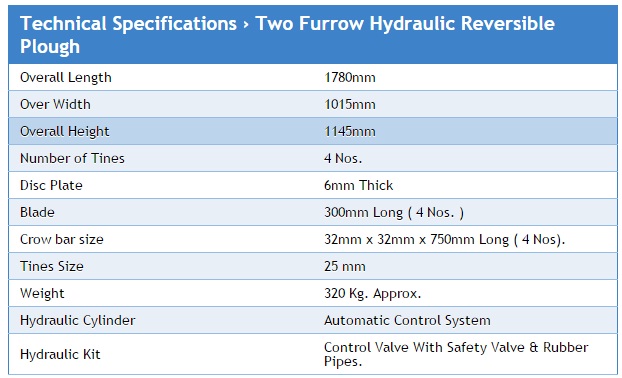 Technical Specifications › Two Furrow Hydraulic Reversible
Plough
Overall Length 1780mm
Over Width 1015mm
Overall Height 1145mm
Number of Tines 4 Nos.
Disc Plate 6mm Thick
Blade 300mm Long ( 4 Nos. )
Crow bar size 32mm x 32mm x 750mm Long ( 4 Nos).
Tines Size 25 mm
Weight 320 Kg. Approx.
Hydraulic Cylinder Automatic Control System
Hydraulic Kit Control Valve With Safety Valve & Rubber
Pipes.